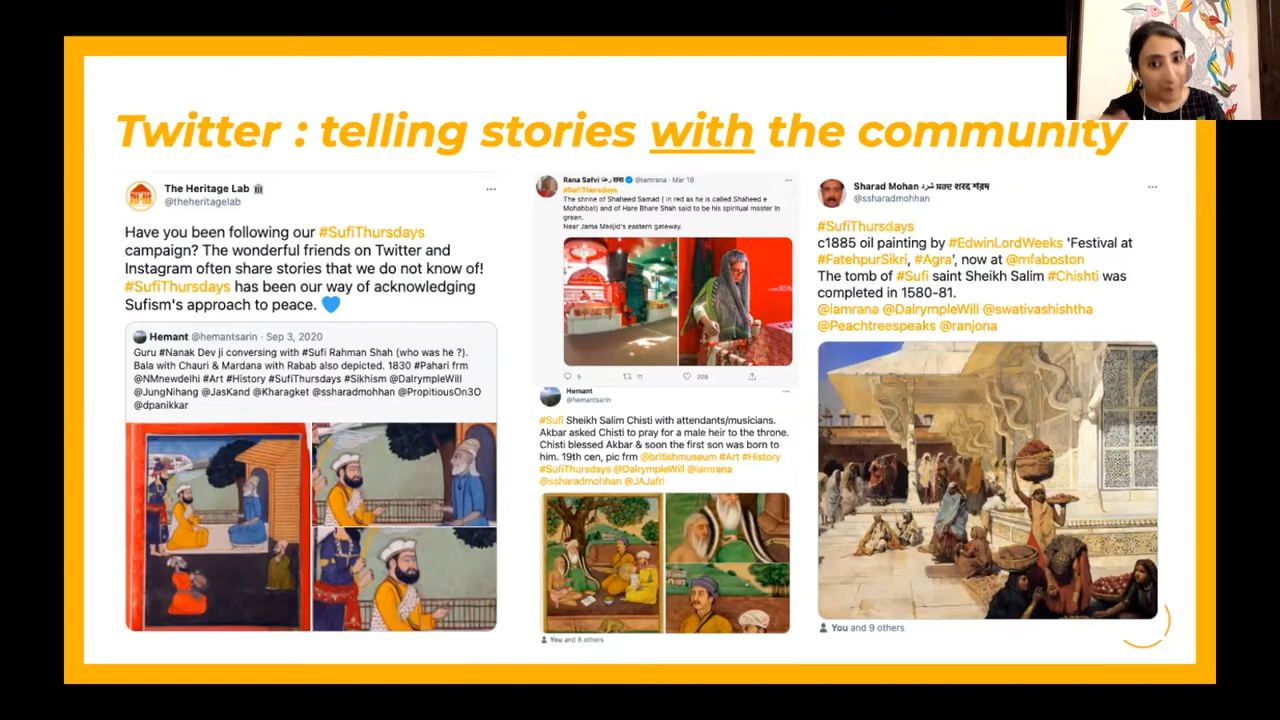 Twitter : telling stories with the community
The Heritage Lab
@theheritagelab
Have you been following our #SufiThursdays
campaign? The wonderful friends on Twitter and
Instagram often share stories that we do not know of!
#SufiThursdays has been our way of acknowledging
Sufism's approach to peace.
Hemant @hemantsarin · Sep 3, 2020
Guru #Nanak Dev ji conversing with #Sufi Rahman Shah (who was he ?).
Bala with Chauri & Mardana with Rabab also depicted. 1830 #Pahari frm
@NMnewdelhi #Art #History #SufiThursdays #Sikhism @DalrympleWill
@JungNihang @JasKand @Kharagket @ssharadmohhan @PropitiousOn3O
@dpanikkar
Rana Safvi رعنا राना @iamrana · Mar 18
#SufiThursdays
The shrine of Shaheed Samad ( in red as he is called Shaheed e
Mohabbat) and of Hare Bhare Shah said to be his spiritual master in
green.
Near Jama Masjid's eastern gateway.
5 11 209
Hemant
@hemantsarin
#Sufi Sheikh Salim Chisti with attendants/musicians.
Akbar asked Chisti to pray for a male heir to the throne.
Chisti blessed Akbar & soon the first son was born to
him. 19th cen, pic frm @britishmuseum #Art #History
#SufiThursdays @DalrympleWill @iamrana
@ssharadmohhan @JAJafri
You and 8 others
Sharad Mohan شرد ਸ਼ਰਦ शरद
@ssharadmohhan
#SufiThursdays
c1885 oil painting by #EdwinLordWeeks 'Festival at
#FatehpurSikri, #Agra', now at @mfaboston
The tomb of #Sufi saint Sheikh Salim #Chishti was
completed in 1580-81.
@iamrana @DalrympleWill @swativashishtha
@Peachtreespeaks @ranjona
You and 9 others